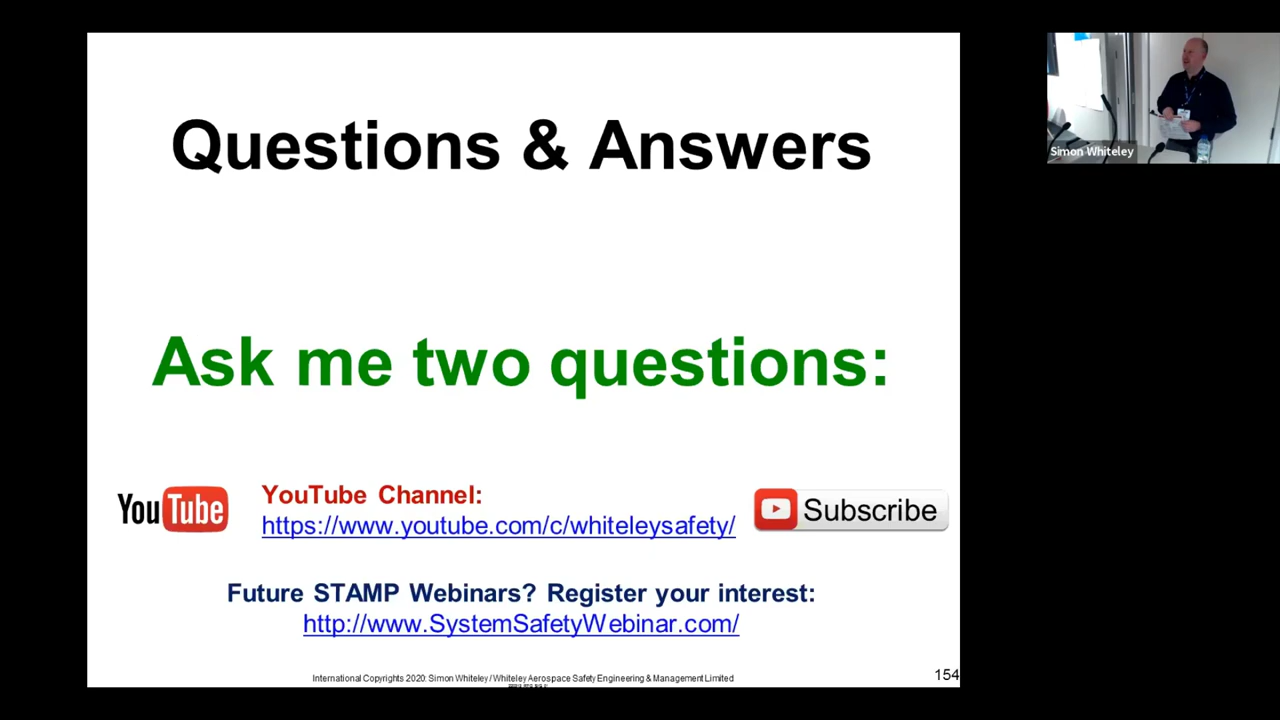 Questions & Answers
Simon Whiteley
Ask me two questions:
YouTube
YouTube Channel:
https://www.youtube.com/c/whiteleysafety/
Subscribe
Future STAMP Webinars? Register your interest:
http://www.SystemSafetyWebinar.com/
International Copyrights 2020: Simon Whiteley / Whiteley Aerospace Safety Engineering & Management Limited
154